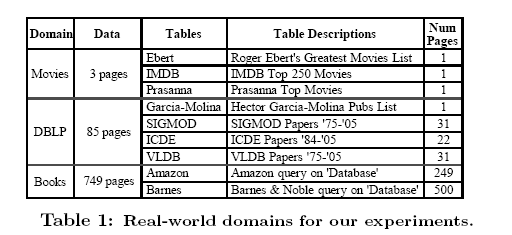 Domain Data Tables Table Descriptions Num Pages
Movies 3 pages Ebert Roger Ebert's Greatest Movies List 1
IMDB IMDB Top 250 Movies 1
Prasanna Prasanna Top Movies 1
DBLP 85 pages Garcia-Molina Hector Garcia-Molina Pubs List 1
SIGMOD SIGMOD Papers '75-'05 31
ICDE ICDE Papers '84-'05 22
VLDB VLDB Papers '75-'05 31
Books 749 pages Amazon Amazon query on 'Database' 249
Barnes Barnes & Noble query on 'Database' 500
Table 1: Real-world domains for our experiments.